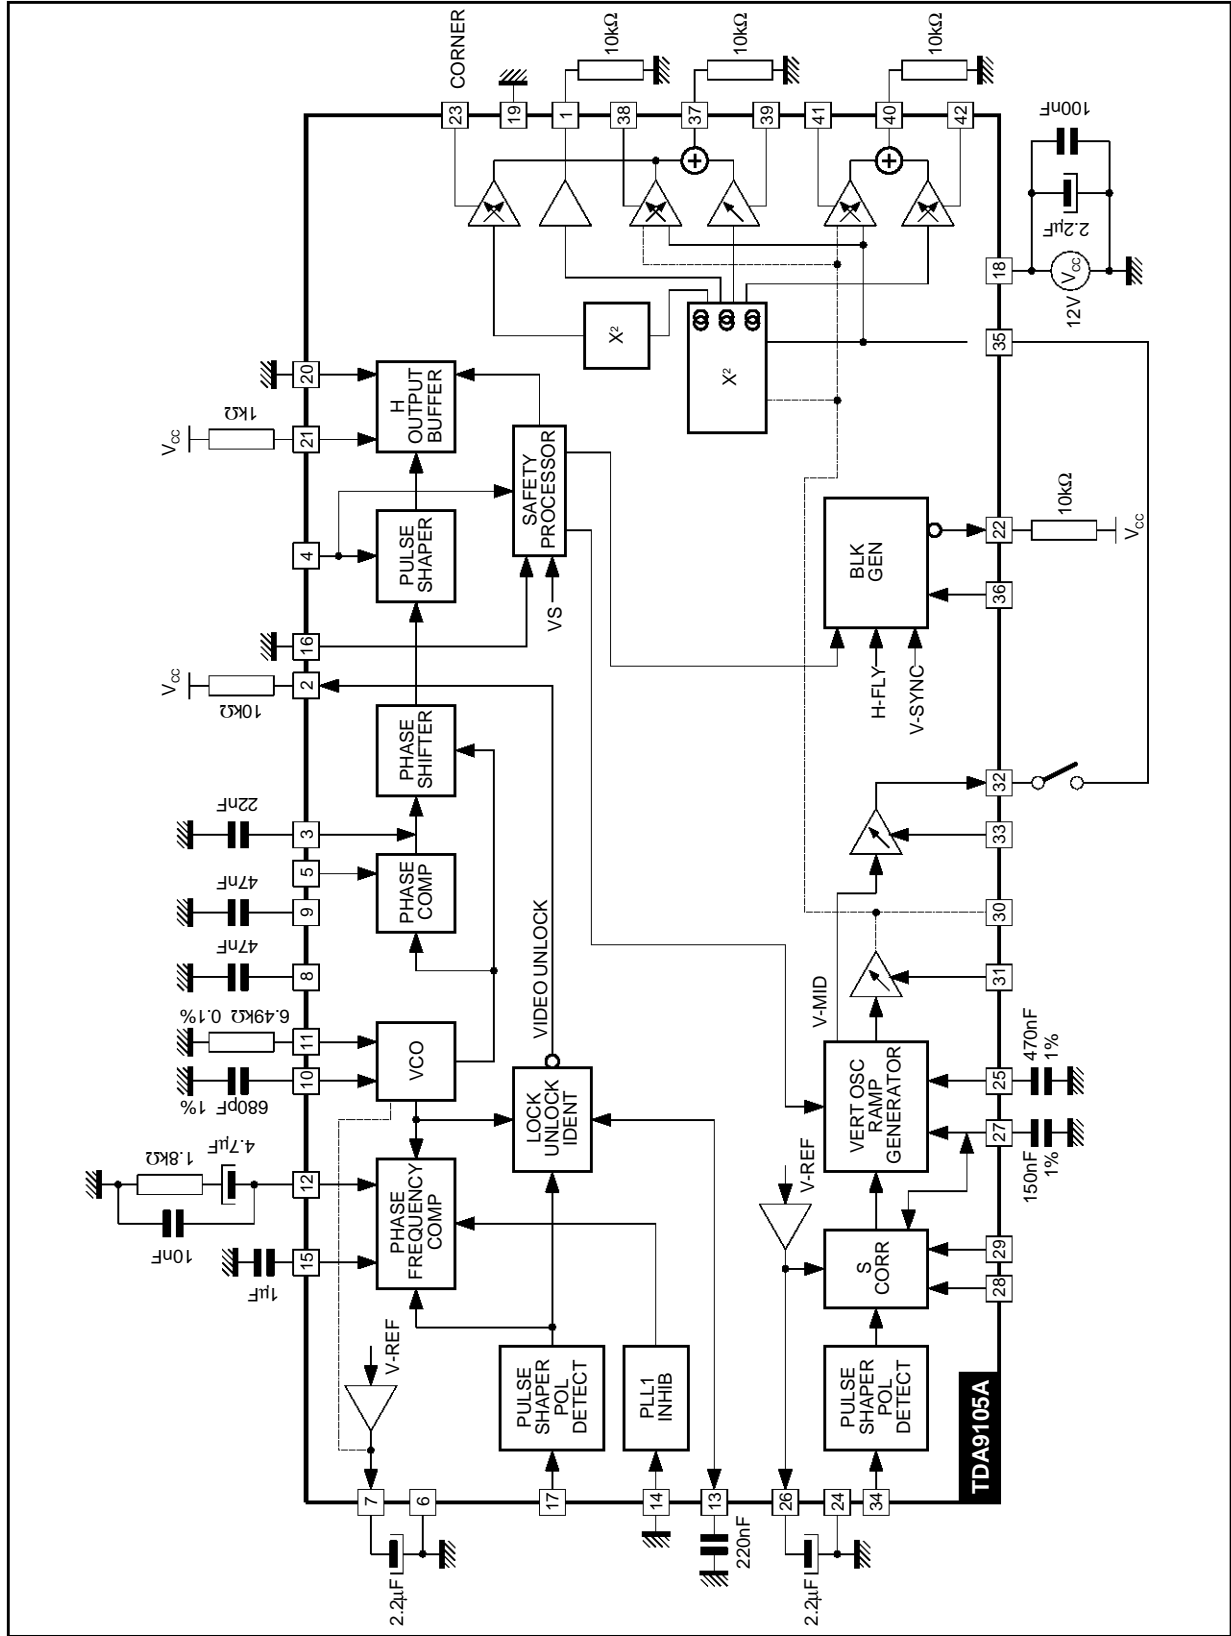 7
6
17
14
13
26
24
34
2.2µF
220nF
2.2µF
V-REF
PULSE
SHAPER
POL
DETECT
PLL1
INHIB
PULSE
SHAPER
POL
DETECT
TDA9105A
1µF
10nF
1.8kΩ
4.7µF
15
12
680pF 1%
6.49kΩ 0.1%
10
11
47nF
8
47nF
9
5
22nF
3
PHASE
FREQUENCY
COMP
VCO
PHASE
COMP
PHASE
SHIFTER
LOCK
UNLOCK
IDENT
VIDEO UNLOCK
V-REF
S
CORR
VERT OSC
RAMP
GENERATOR
V-MID
28
29
27
25
150nF
1%
470nF
1%
31
30
33
32
VCC
10kΩ
2
16
4
VCC
1kΩ
21
20
PULSE
SHAPER
H
OUTPUT
BUFFER
SAFETY
PROCESSOR
VS
BLK
GEN
H-FLY
V-SYNC
36
22
10kΩ
VCC
35
18
X²
X²
12V
VCC
2.2µF
100nF
CORNER
23
19
1
38
37
39
41
40
42
10kΩ
10kΩ
10kΩ